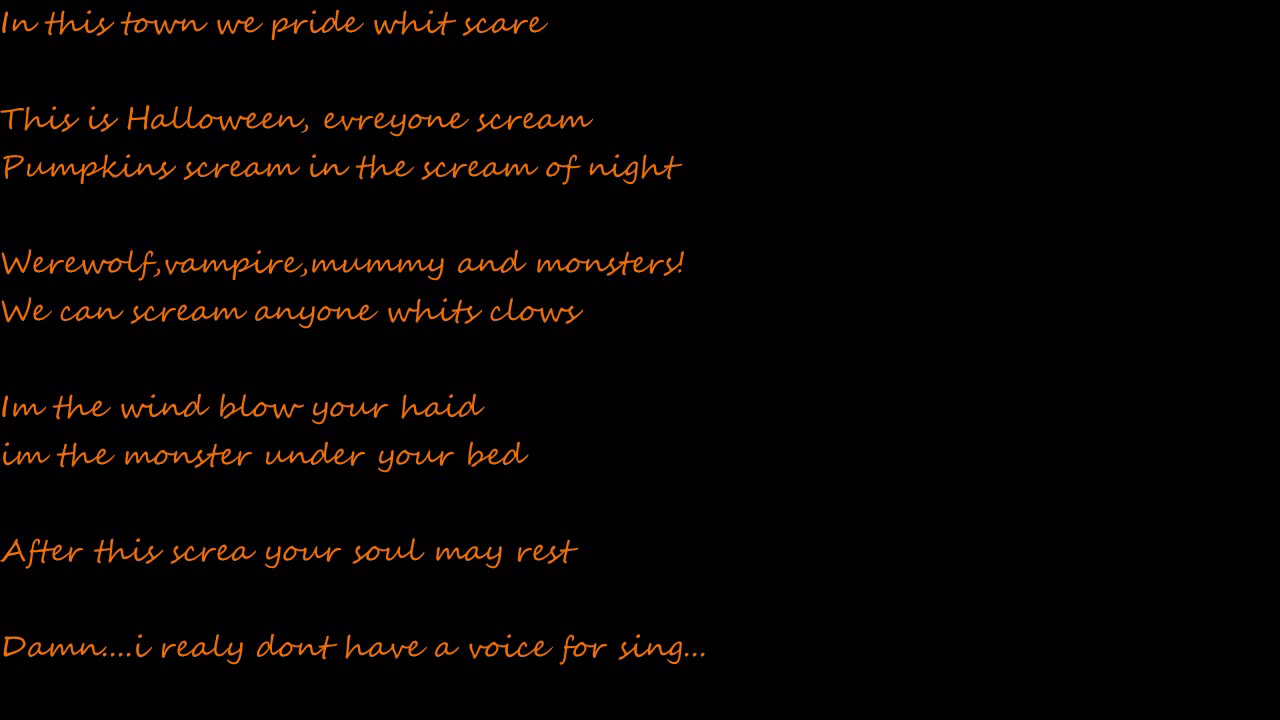 In this town we pride whit scare
This is Halloween, evreyone scream
Pumpkins scream in the scream of night
Werewolf,vampire,mummy and monsters!
We can scream anyone whits clows
Im the wind blow your haid
im the monster under your bed
After this screa your soul may rest
Damn....i realy dont have a voice for sing...